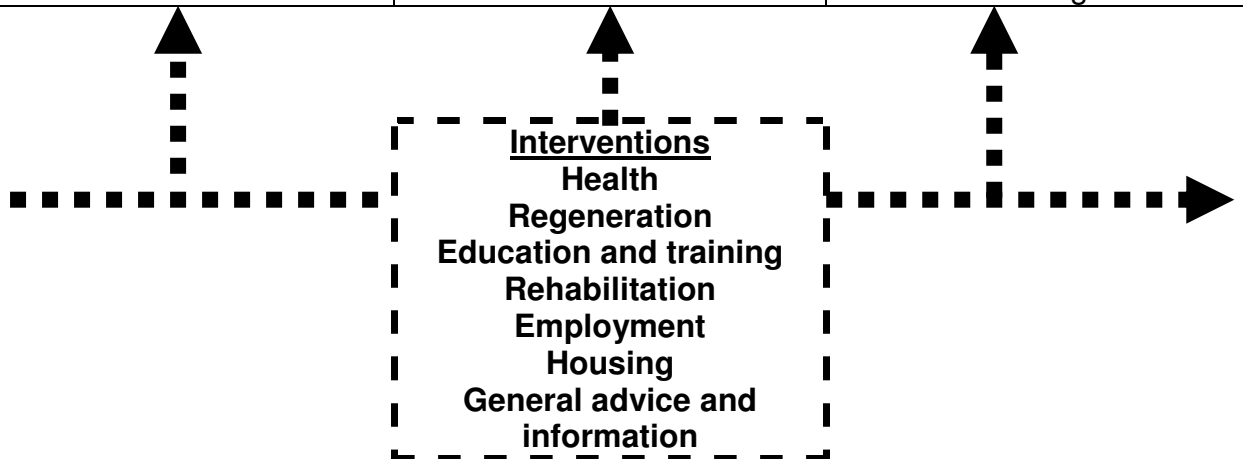 Interventions
Health
Regeneration
Education and training
Rehabilitation
Employment
Housing
General advice and
information